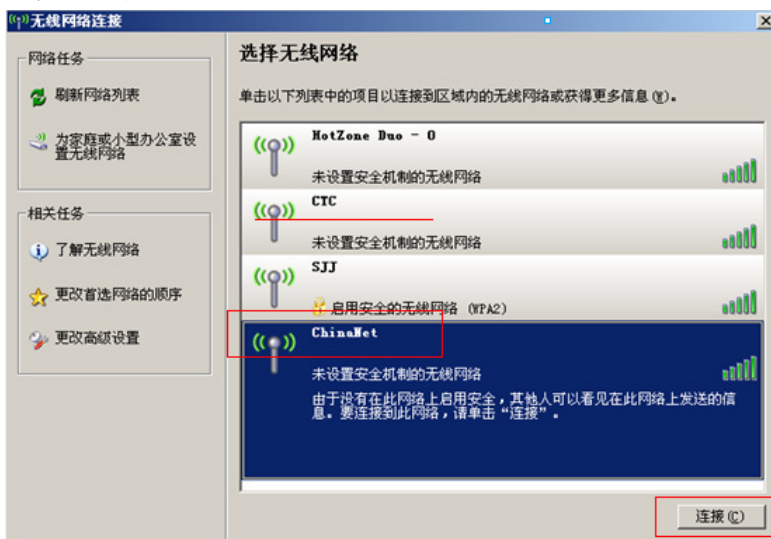 无线网络连接
网络任务
刷新网络列表
为家庭或小型办公室设
置无线网络
相关任务
了解无线网络
更改首选网络的顺序
更改高级设置
选择无线网络
单击以下列表中的项目以连接到区域内的无线网络或获得更多信息(W)。
HotZone Duo - 0
未设置安全机制的无线网络
CTC
未设置安全机制的无线网络
SJJ
启用安全的无线网络 (WPA2)
ChinaNet
未设置安全机制的无线网络
由于没有在此网络上启用安全，其他人可以看见在此网络上发送的信
息。要连接到此网络，请单击“连接”。
连接(C)